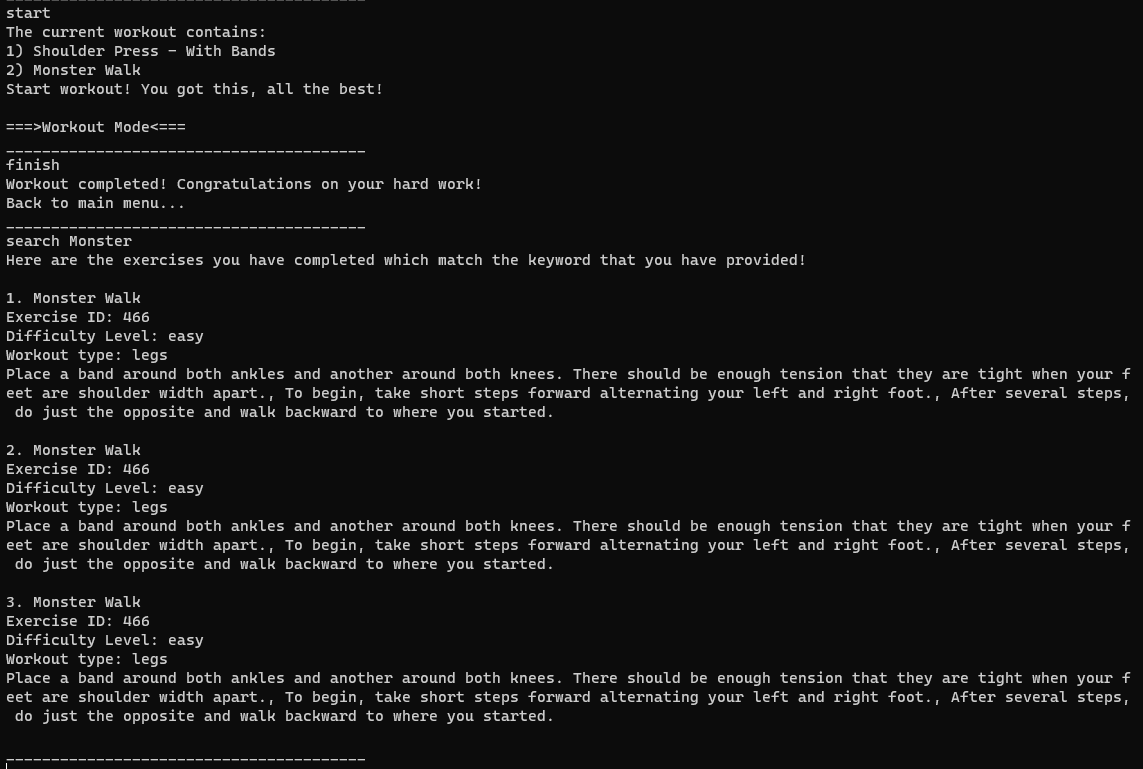 start
The current workout contains:
1) Shoulder Press - With Bands
2) Monster Walk
Start workout! You got this, all the best!
===>Workout Mode<===
________________________________________
finish
Workout completed! Congratulations on your hard work!
Back to main menu...
________________________________________
search Monster
Here are the exercises you have completed which match the keyword that you have provided!
1. Monster Walk
Exercise ID: 466
Difficulty Level: easy
Workout type: legs
Place a band around both ankles and another around both knees. There should be enough tension that they are tight when your f
eet are shoulder width apart., To begin, take short steps forward alternating your left and right foot., After several steps,
 do just the opposite and walk backward to where you started.
2. Monster Walk
Exercise ID: 466
Difficulty Level: easy
Workout type: legs
Place a band around both ankles and another around both knees. There should be enough tension that they are tight when your f
eet are shoulder width apart., To begin, take short steps forward alternating your left and right foot., After several steps,
 do just the opposite and walk backward to where you started.
3. Monster Walk
Exercise ID: 466
Difficulty Level: easy
Workout type: legs
Place a band around both ankles and another around both knees. There should be enough tension that they are tight when your f
eet are shoulder width apart., To begin, take short steps forward alternating your left and right foot., After several steps,
 do just the opposite and walk backward to where you started.
________________________________________